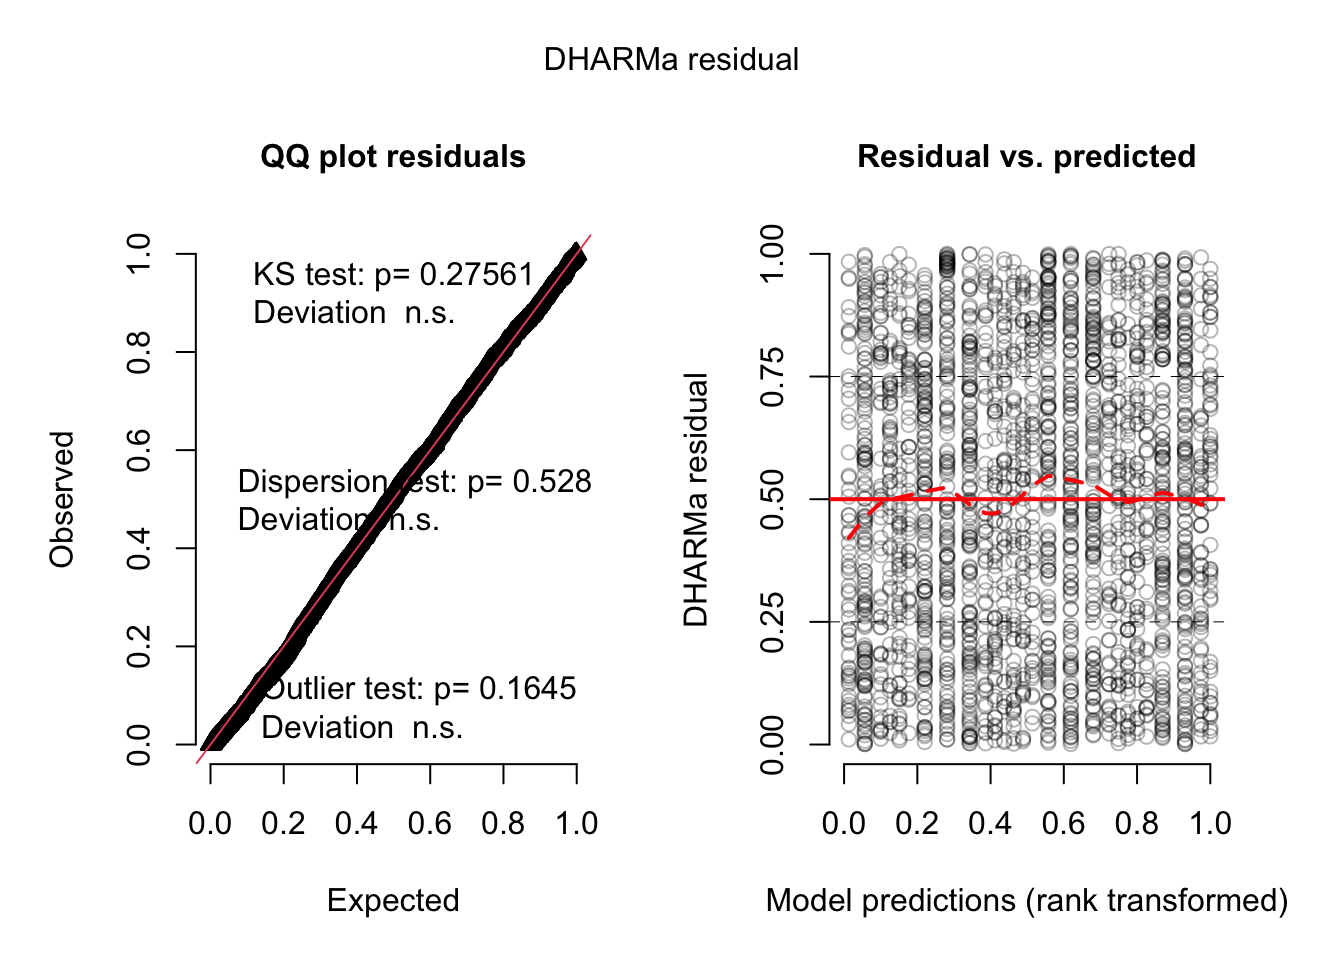 DHARMa residual
QQ plot residuals
KS test: p= 0.27561
Deviation  n.s.
Dispersion test: p= 0.528
Deviation  n.s.
Outlier test: p= 0.1645
Deviation  n.s.
Observed
0.0
0.2
0.4
0.6
0.8
1.0
0.0 0.2 0.4 0.6 0.8 1.0
Expected
Residual vs. predicted
DHARMa residual
0.00
0.25
0.50
0.75
1.00
0.0 0.2 0.4 0.6 0.8 1.0
Model predictions (rank transformed)